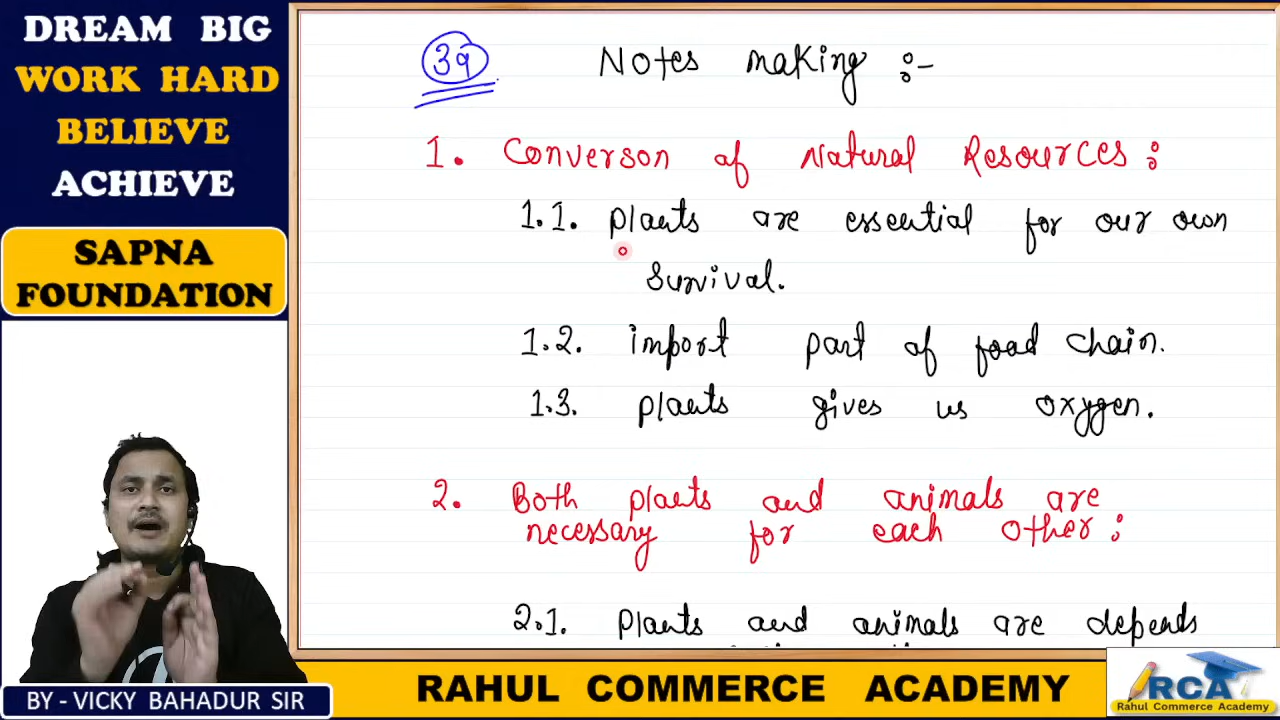 DREAM BIG
WORK HARD
BELIEVE
ACHIEVE
SAPNA
FOUNDATION
BY - VICKY BAHADUR SIR
39 Notes making :-
1. Converson of Natural Resources :
1.1. plants are essential for our own
Survival.
1.2. import part of food chain.
1.3. plants gives us oxygen.
2. Both plants and animals are
necessary for each other :
2.1. Plants and animals are depends
RAHUL COMMERCE ACADEMY
RCA
Rahul Commerce Academy